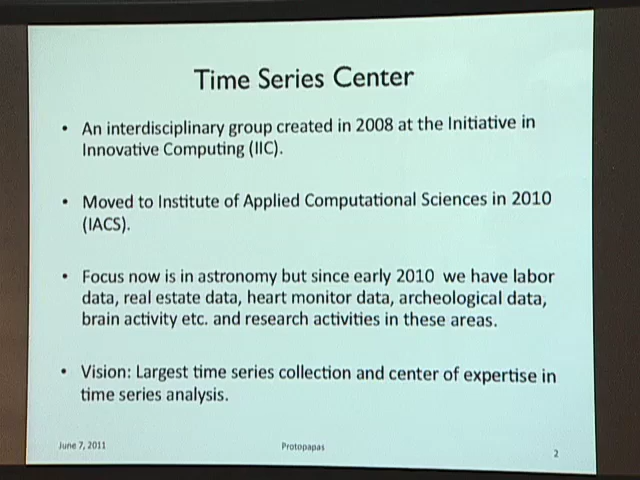 Time Series Center
• An interdisciplinary group created in 2008 at the Initiative in
Innovative Computing (IIC).
• Moved to Institute of Applied Computational Sciences in 2010
(IACS).
• Focus now is in astronomy but since early 2010 we have labor
data, real estate data, heart monitor data, archeological data,
brain activity etc. and research activities in these areas.
• Vision: Largest time series collection and center of expertise in
time series analysis.
June 7, 2011
Protopapas
2